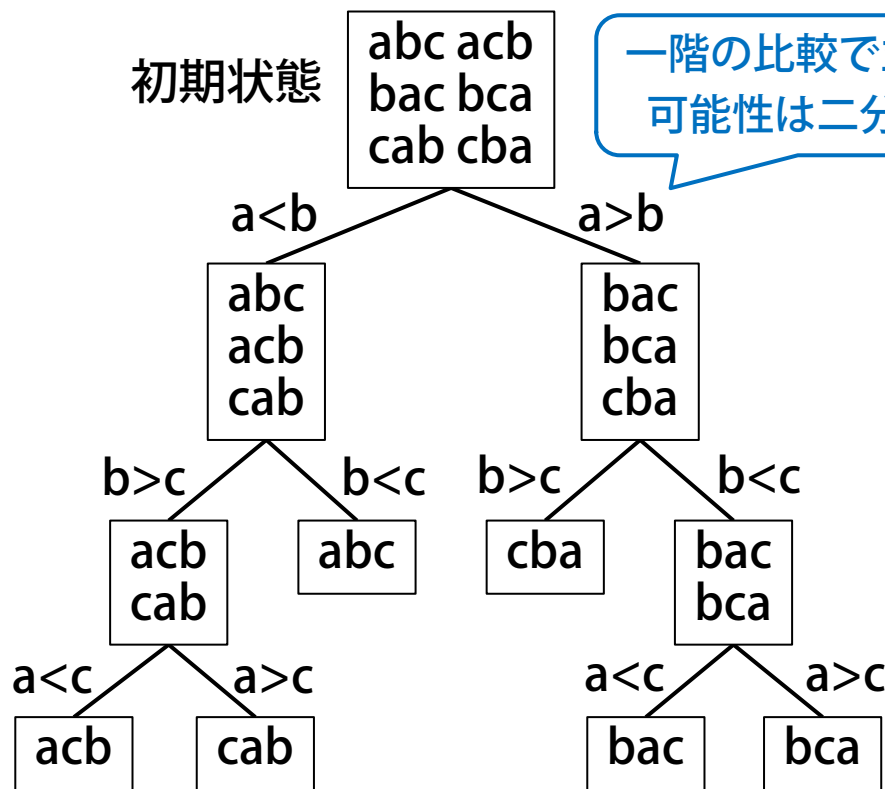 初期状態
abc acb
bac bca
cab cba
一階の比較で
可能性は二分
a<b
a>b
abc
acb
cab
bac
bca
cba
b>c
b<c
b>c
b<c
acb
cab
abc
cba
bac
bca
a<c
a>c
a<c
a>c
acb
cab
bac
bca